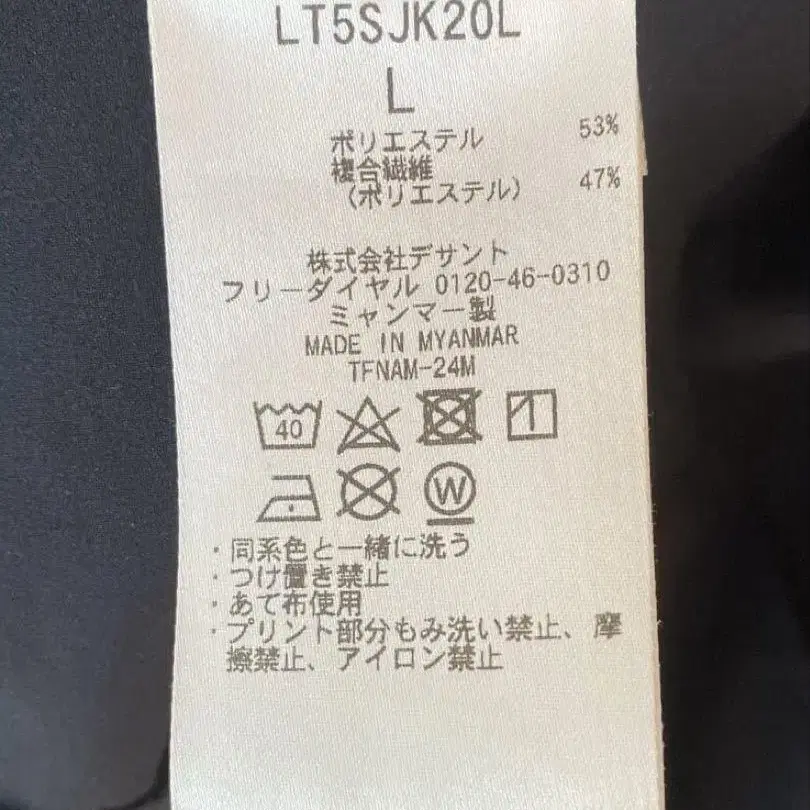 LT5SJK20L
L
ポリエステル 53%
複合繊維
(ポリエステル) 47%
株式会社デサント
フリーダイヤル 0120-46-0310
ミャンマー製
MADE IN MYANMAR
TFNAM-24M
40
W
・同系色と一緒に洗う
・つけ置き禁止
・あて布使用
・プリント部分もみ洗い禁止、摩
擦禁止、アイロン禁止